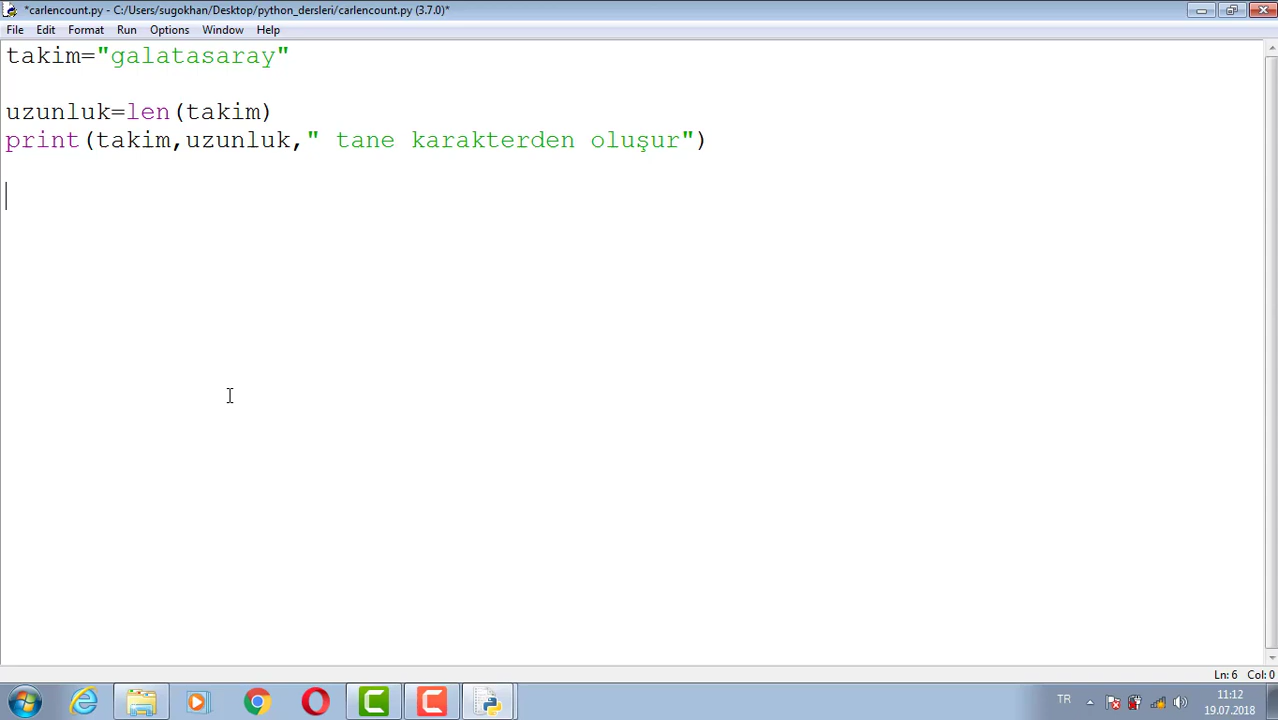 *carlencount.py - C:/Users/sugokhan/Desktop/python_dersleri/carlencount.py (3.7.0)*
File Edit Format Run Options Window Help
takim="galatasaray"
uzunluk=len(takim)
print(takim,uzunluk," tane karakterden oluşur")
Ln: 6 Col: 0
TR
11:12
19.07.2018